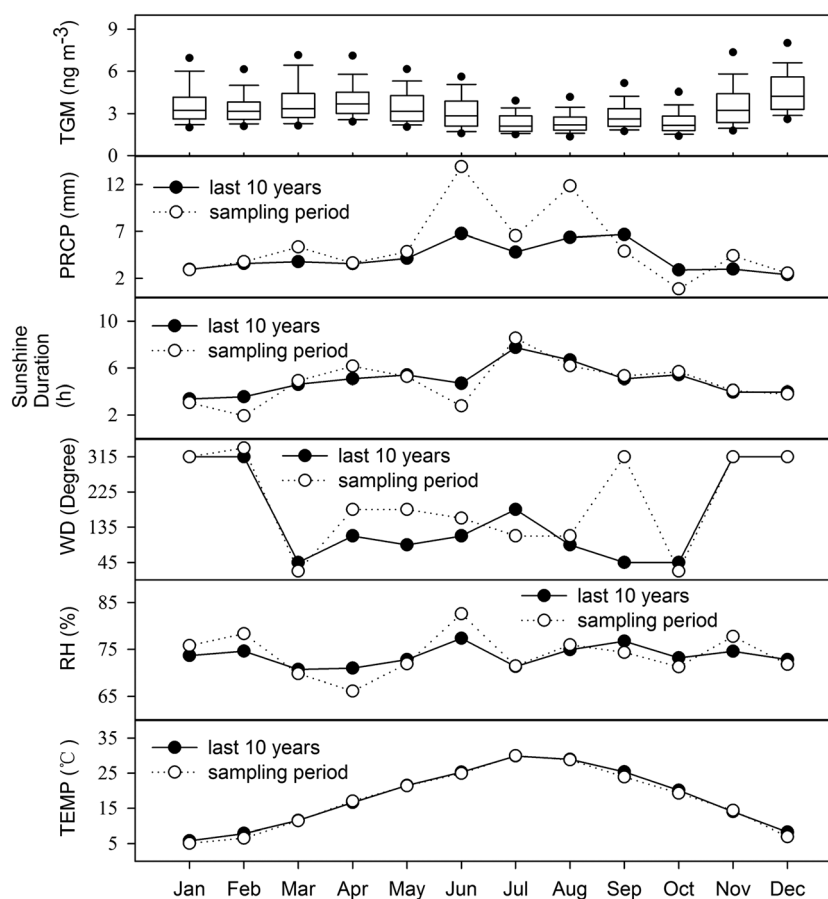 TGM (ng m-3)
9
6
3
0
PRCP (mm)
12
7
2
last 10 years
sampling period
Sunshine
Duration
(h)
10
6
2
last 10 years
sampling period
WD (Degree)
315
225
135
45
last 10 years
sampling period
RH (%)
85
75
65
last 10 years
sampling period
TEMP (℃)
35
25
15
5
last 10 years
sampling period
Jan Feb Mar Apr May Jun Jul Aug Sep Oct Nov Dec